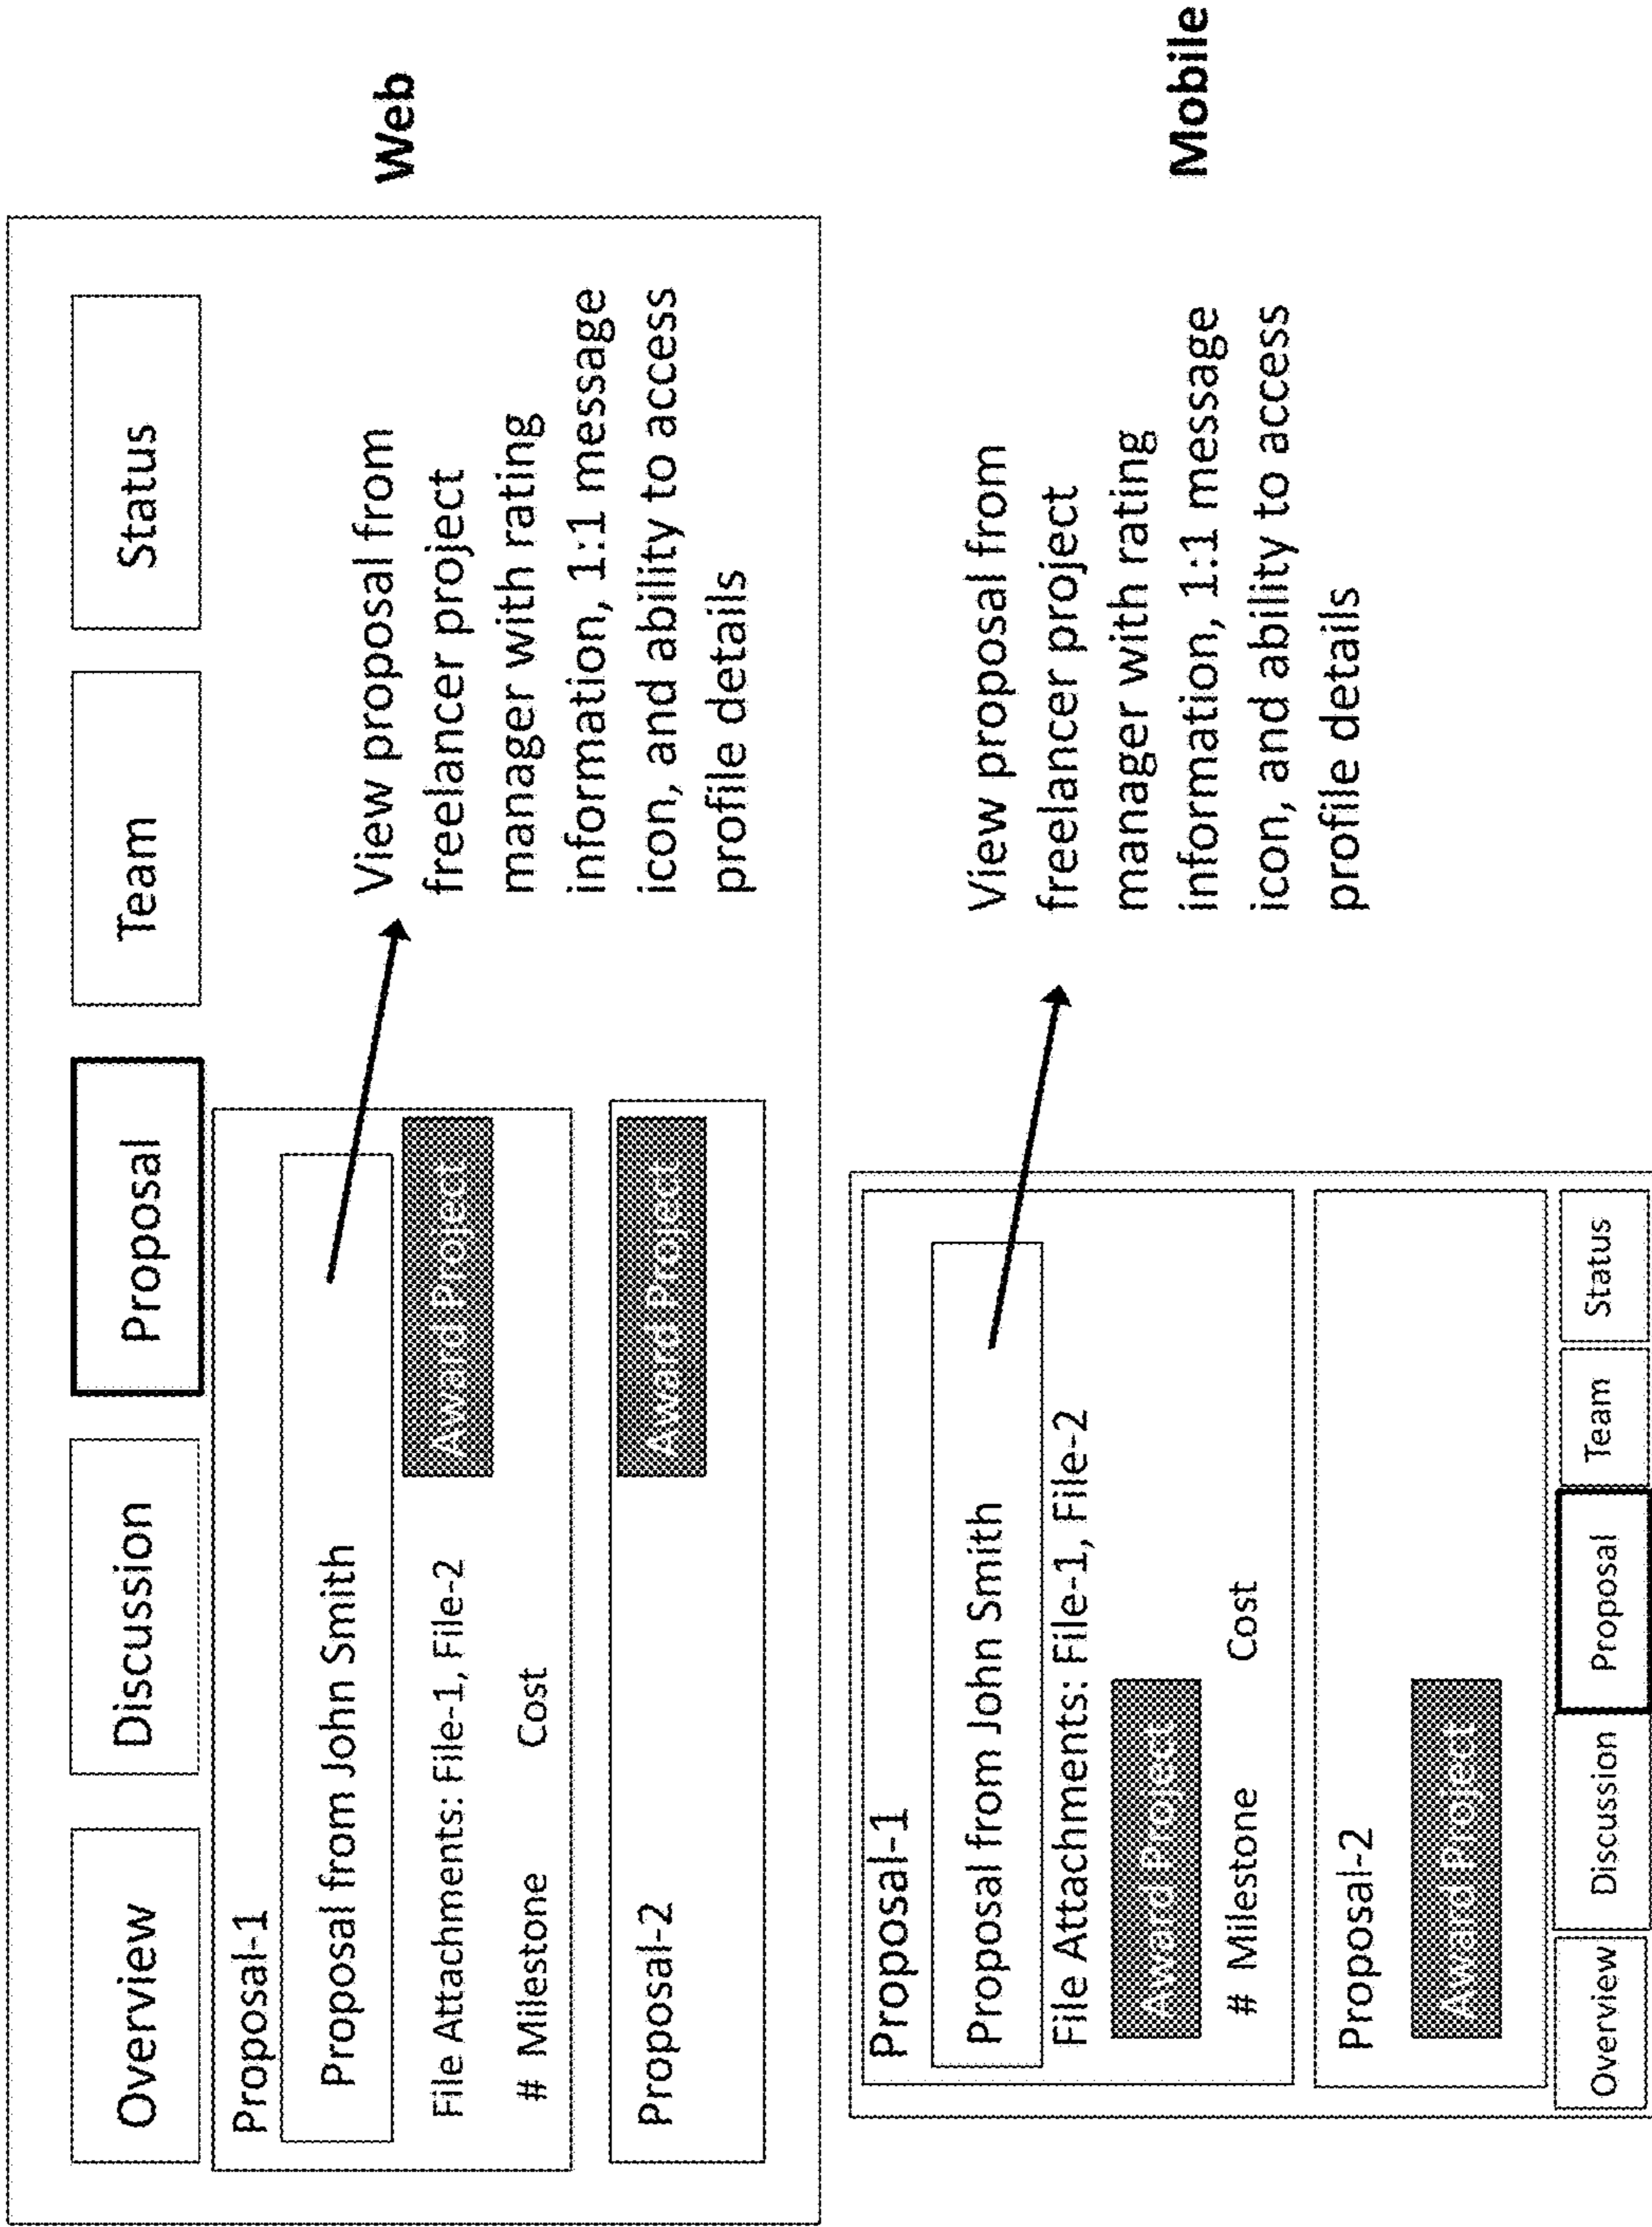 Overview
Discussion
Proposal
Team
Status
Proposal-1
Proposal from John Smith
File Attachments: File-1, File-2
Award Project
# Milestone Cost
Proposal-2
Award Project
View proposal from
freelancer project
manager with rating
information, 1:1 message
icon, and ability to access
profile details
Web
Proposal-1
Proposal from John Smith
File Attachments: File-1, File-2
Award Project
# Milestone Cost
Proposal-2
Award Project
Overview
Discussion
Proposal
Team
Status
View proposal from
freelancer project
manager with rating
information, 1:1 message
icon, and ability to access
profile details
Mobile